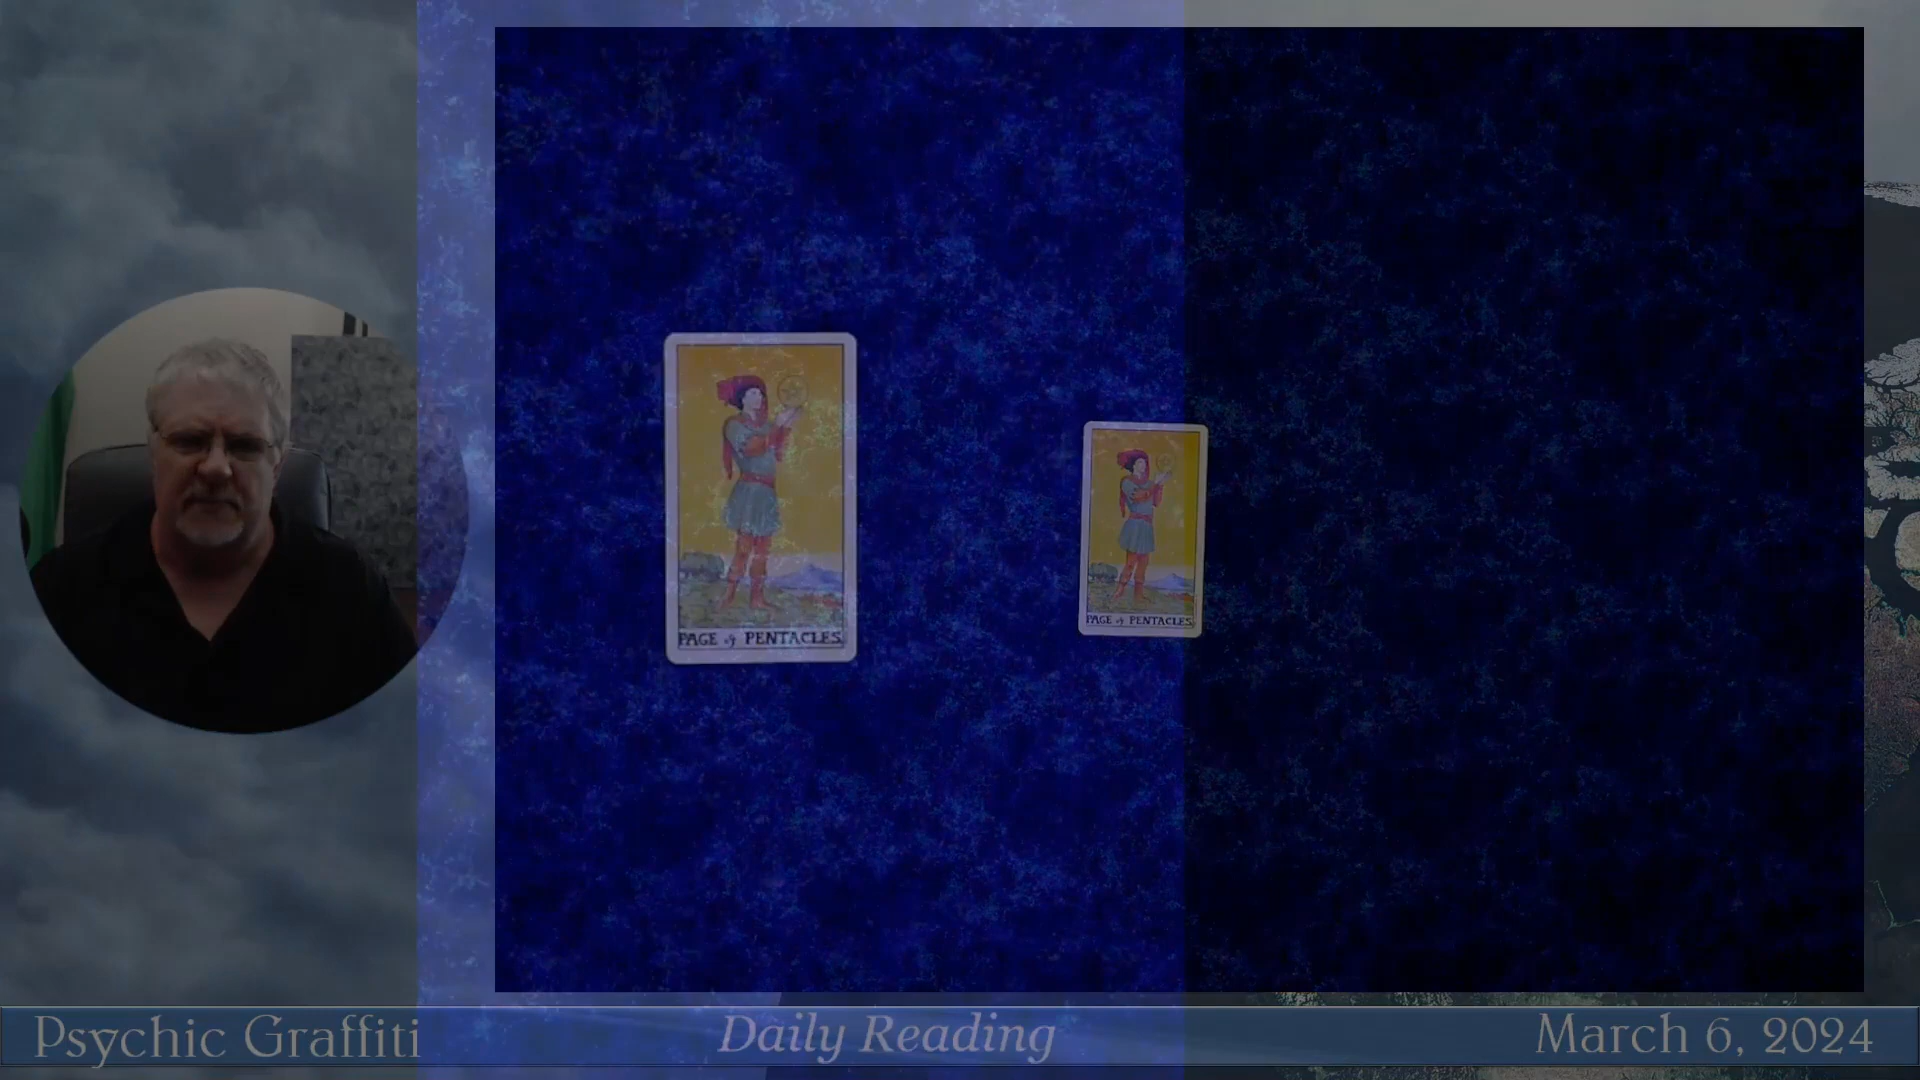 PAGE of PENTACLES
PAGE of PENTACLES
Psychic Graffiti
Daily Reading
March 6, 2024